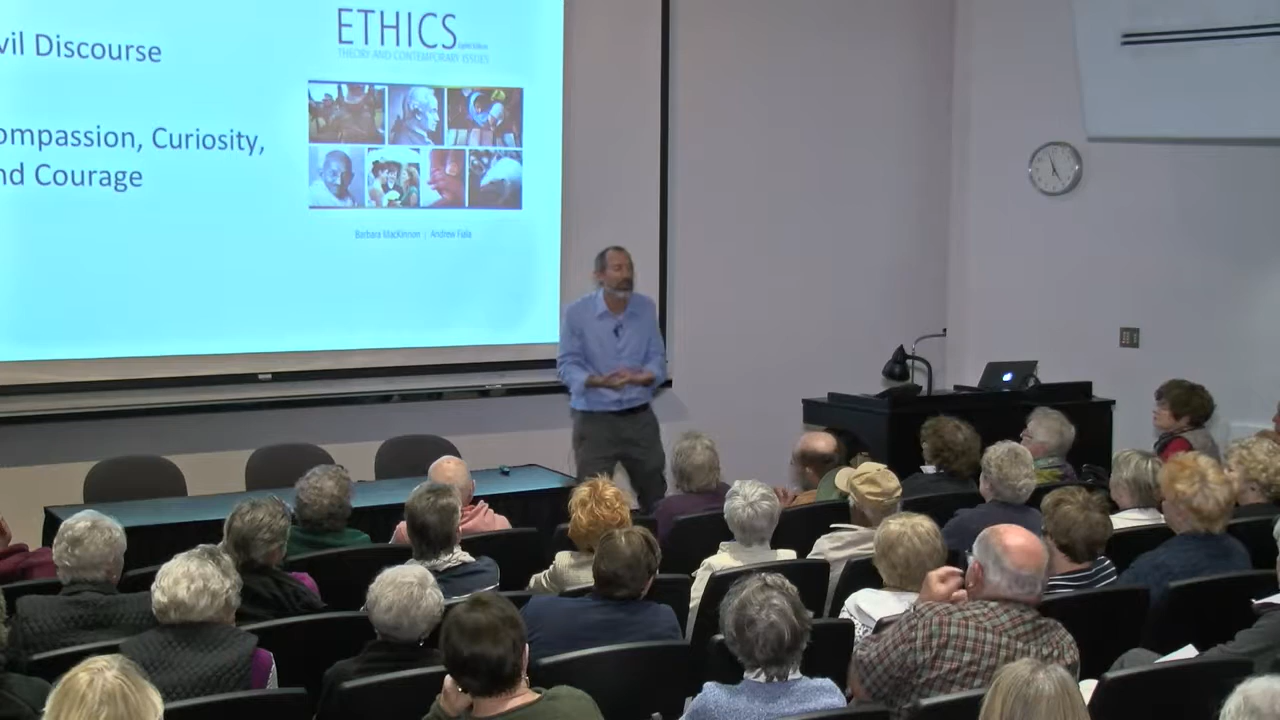 vil Discourse
ompassion, Curiosity,
nd Courage
ETHICS
THEORY AND CONTEMPORARY ISSUES
Barbara MacKinnon | Andrew Fiala